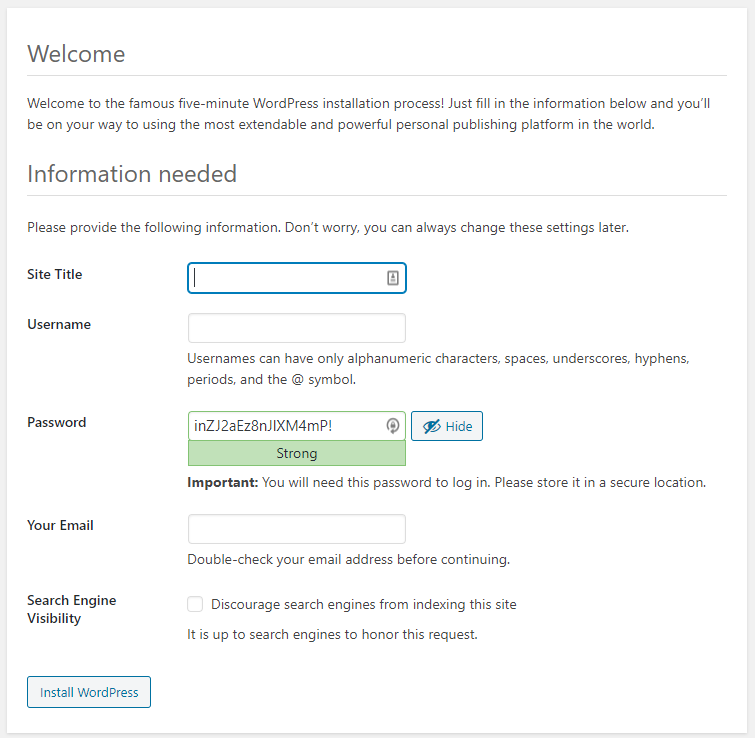 Welcome
Welcome to the famous five-minute WordPress installation process! Just fill in the information below and you’ll
be on your way to using the most extendable and powerful personal publishing platform in the world.
Information needed
Please provide the following information. Don’t worry, you can always change these settings later.
Site Title
Username
Usernames can have only alphanumeric characters, spaces, underscores, hyphens,
periods, and the @ symbol.
Password
inZJ2aEz8nJIXM4mP!
Hide
Strong
Important: You will need this password to log in. Please store it in a secure location.
Your Email
Double-check your email address before continuing.
Search Engine
Visibility
Discourage search engines from indexing this site
It is up to search engines to honor this request.
Install WordPress